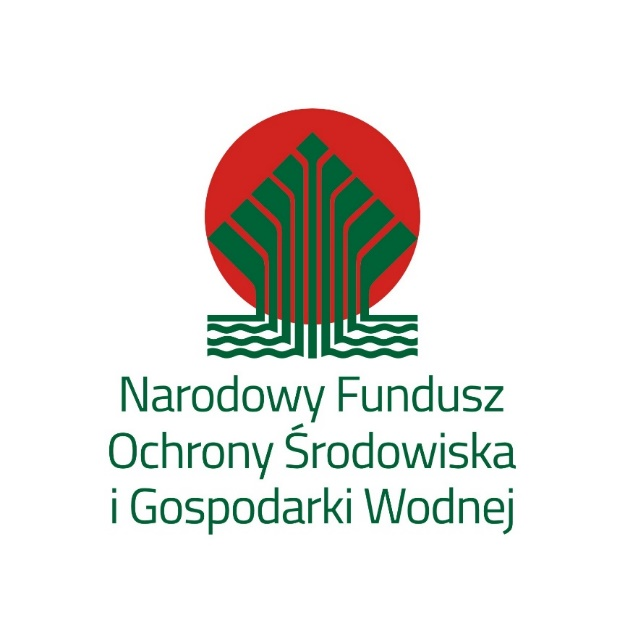 Narodowy Fundusz
Ochrony Środowiska
i Gospodarki Wodnej